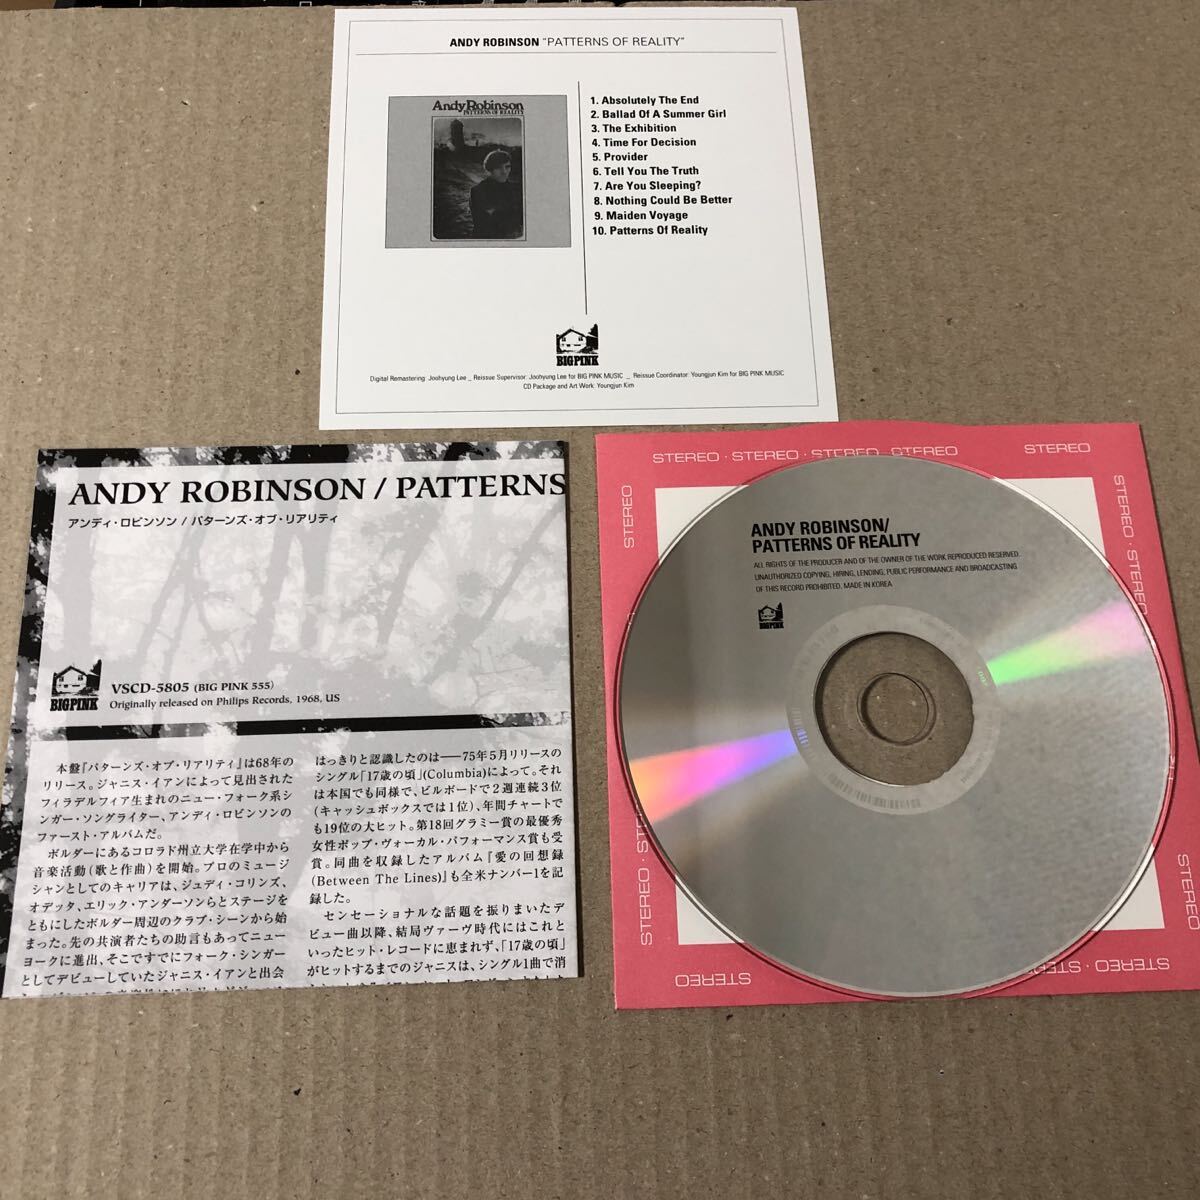 ANDY ROBINSON "PATTERNS OF REALITY"
Andy Robinson
PATTERNS OF REALITY
1. Absolutely The End
2. Ballad Of A Summer Girl
3. The Exhibition
4. Time For Decision
5. Provider
6. Tell You The Truth
7. Are You Sleeping?
8. Nothing Could Be Better
9. Maiden Voyage
10. Patterns Of Reality
BIGPINK
Digital Remastering: Joohyung Lee _ Reissue Supervisor: Joohyung Lee for BIG PINK MUSIC _ Reissue Coordinator: Youngjun Kim for BIG PINK MUSIC
CD Package and Art Work: Youngjun Kim
ANDY ROBINSON / PATTERNS
アンディ・ロビンソン / パターンズ・オブ・リアリティ
BIGPINK
VSCD-5805 (BIG PINK 555)
Originally released on Philips Records, 1968, US
本盤『パターンズ・オブ・リアリティ』は68年の
リリース。ジャニス・イアンによって見出された
フィラデルフィア生まれのニュー・フォーク系シ
ンガー・ソングライター、アンディ・ロビンソンの
ファースト・アルバムだ。
ボルダーにあるコロラド州立大学在学中から
音楽活動(歌と作曲)を開始。プロのミュージ
シャンとしてのキャリアは、ジュディ・コリンズ、
オデッタ、エリック・アンダーソンらとステージを
ともにしたボルダー周辺のクラブ・シーンから始
まった。先の共演者たちの助言もあってニュー
ヨークに進出、そこですでにフォーク・シンガー
としてデビューしていたジャニス・イアンと出会
はっきりと認識したのは——75年5月リリースの
シングル「17歳の頃」(Columbia)によって。それ
は本国でも同様で、ビルボードで2週連続3位
(キャッシュボックスでは1位)、年間チャートで
も19位の大ヒット。第18回グラミー賞の最優秀
女性ポップ・ヴォーカル・パフォーマンス賞も受
賞。同曲を収録したアルバム『愛の回想録
(Between The Lines)』も全米ナンバー1を記
録した。
センセーショナルな話題を振りまいたデ
ビュー曲以降、結局ヴァーヴ時代にはこれと
いったヒット・レコードに恵まれず、「17歳の頃」
がヒットするまでのジャニスは、シングル1曲で消
STEREO · STEREO · STEREO · STEREO
STEREO
STEREO
STEREO · STEREO
ANDY ROBINSON/
PATTERNS OF REALITY
ALL RIGHTS OF THE PRODUCER AND OF THE OWNER OF THE WORK REPRODUCED RESERVED.
UNAUTHORIZED COPYING, HIRING, LENDING, PUBLIC PERFORMANCE AND BROADCASTING
OF THIS RECORD PROHIBITED. MADE IN KOREA
BIGPINK
STEREO · STEREO
STEREO
STEREO
STEREO